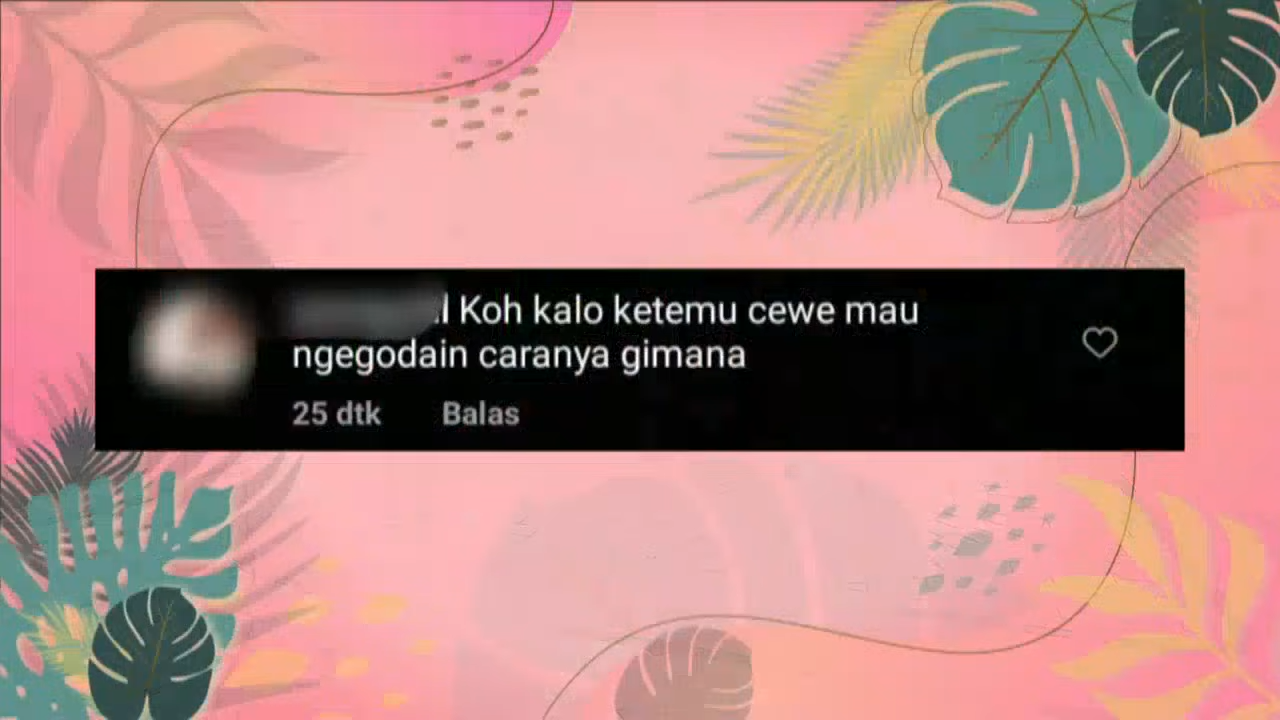 Koh kalo ketemu cewe mau
ngegodain caranya gimana
25 dtk Balas